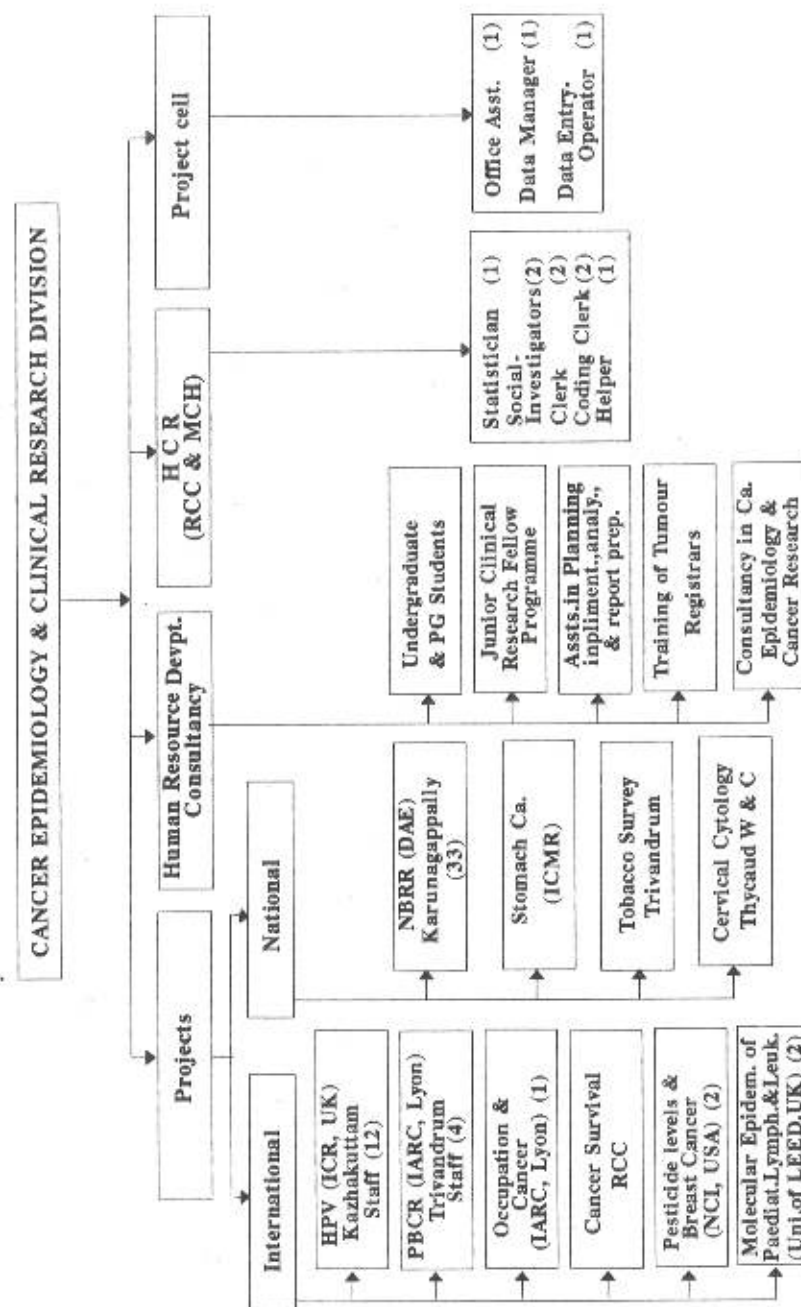 CANCER EPIDEMIOLOGY & CLINICAL RESEARCH DIVISION
Projects
International
HPV (ICR, UK)
Kazhakuttam
Staff (12)
PBCR (IARC, Lyon)
Trivandrum
Staff (4)
Occupation &
Cancer
(IARC, Lyon) (1)
Cancer Survival
RCC
Pesticide levels &
Breast Cancer
(NCI, USA) (2)
Molecular Epidem. of
Paediat.Lymph.&Leuk.
(Uni.of LEED,UK) (2)
National
NBRR (DAE)
Karunagappally
(33)
Stomach Ca.
(ICMR)
Tobacco Survey
Trivandrum
Cervical Cytology
Thycaud W & C
Human Resource Devpt.
Consultancy
Undergraduate
& PG Students
Junior Clinical
Research Fellow
Programme
Assts.in Planning
inpliment.,analy.,
& report prep.
Training of Tumour
Registrars
Consultancy in Ca.
Epidemiology &
Cancer Research
H C R
(RCC & MCH)
Statistician (1)
Social-
Investigators(2)
Clerk (2)
Coding Clerk (2)
Helper (1)
Project cell
Office Asst. (1)
Data Manager (1)
Data Entry-
Operator (1)